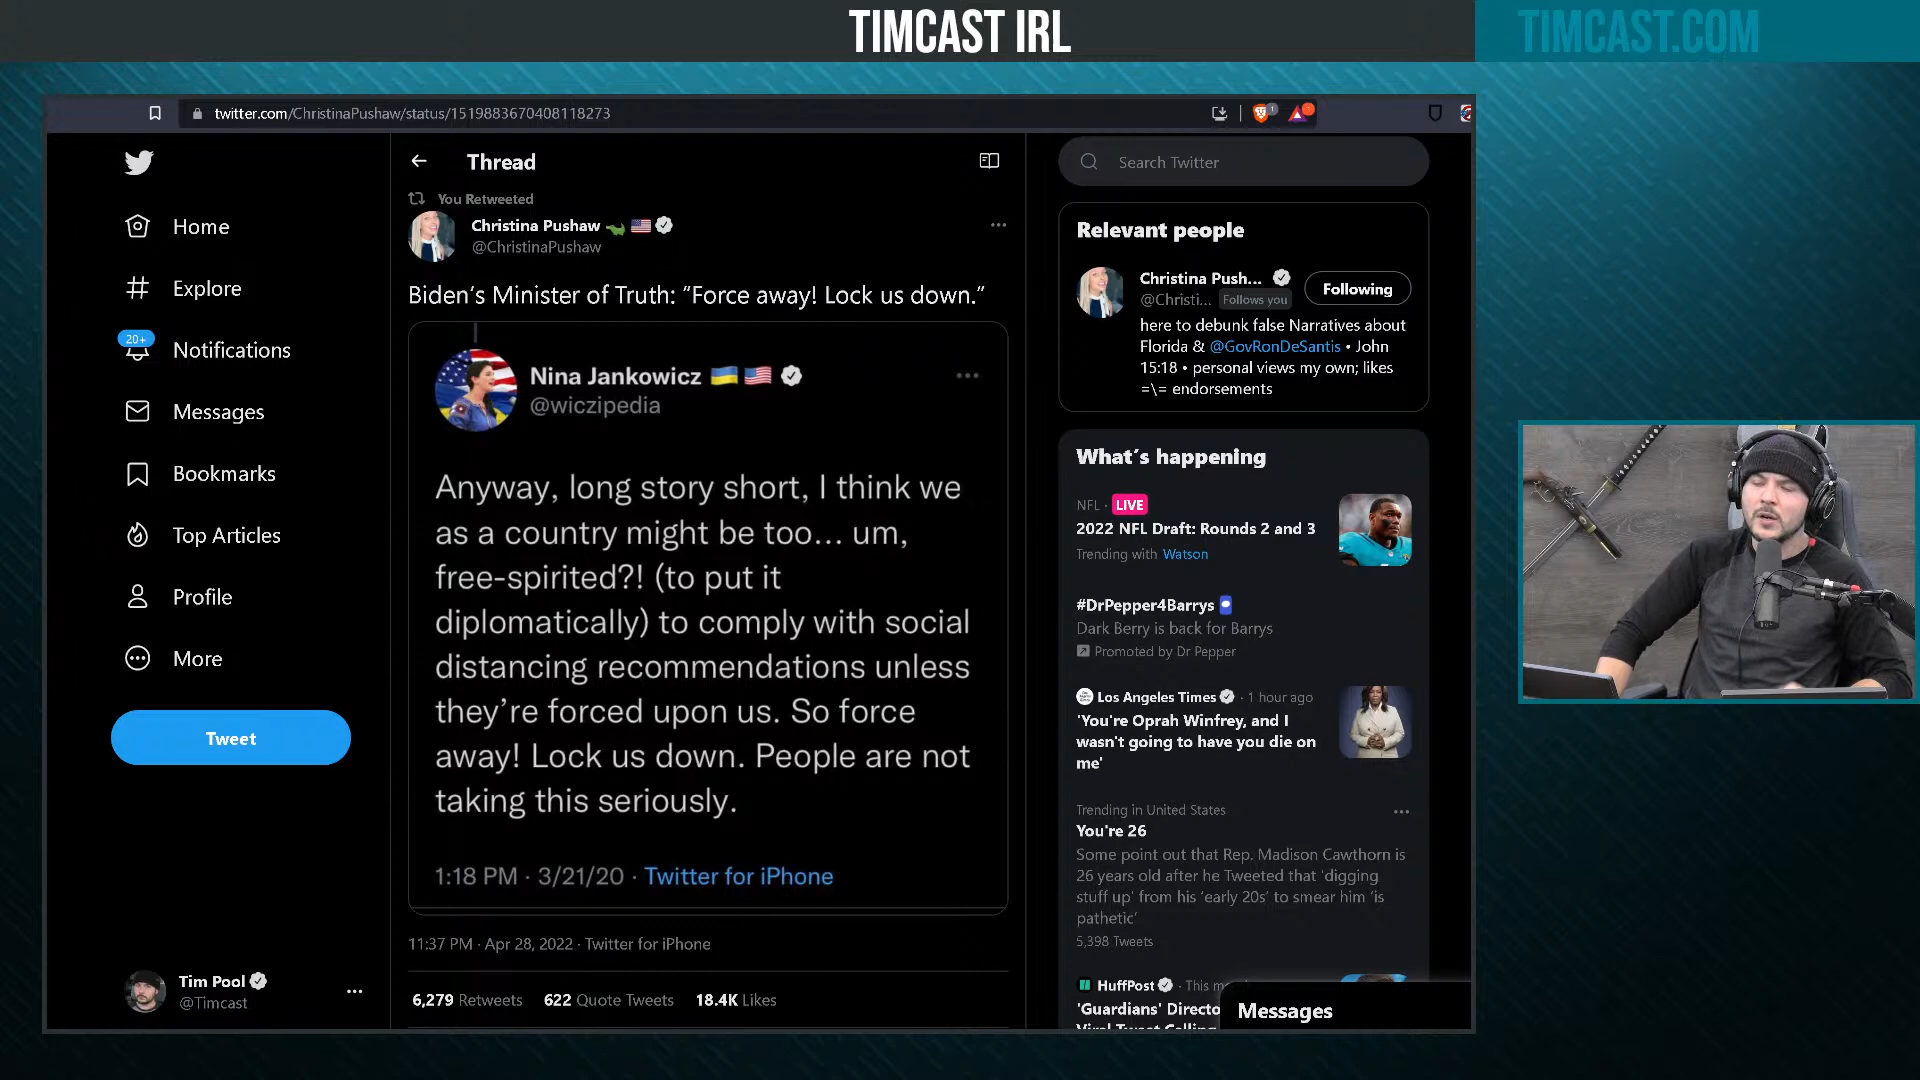 TIMCAST IRL
TIMCAST.COM
twitter.com/ChristinaPushaw/status/1519883670408118273
Home
Explore
20+
Notifications
Messages
Bookmarks
Top Articles
Profile
More
Tweet
Tim Pool
@Timcast
Thread
You Retweeted
Christina Pushaw
@ChristinaPushaw
Biden’s Minister of Truth: “Force away! Lock us down.”
Nina Jankowicz
@wiczipedia
Anyway, long story short, I think we
as a country might be too... um,
free-spirited?! (to put it
diplomatically) to comply with social
distancing recommendations unless
they’re forced upon us. So force
away! Lock us down. People are not
taking this seriously.
1:18 PM · 3/21/20 · Twitter for iPhone
11:37 PM · Apr 28, 2022 · Twitter for iPhone
6,279 Retweets 622 Quote Tweets 18.4K Likes
Search Twitter
Relevant people
Christina Push...
@Christi... Follows you
Following
here to debunk false Narratives about
Florida & @GovRonDeSantis • John
15:18 • personal views my own; likes
=\= endorsements
What’s happening
NFL · LIVE
2022 NFL Draft: Rounds 2 and 3
Trending with Watson
#DrPepper4Barrys
Dark Berry is back for Barrys
Promoted by Dr Pepper
Los Angeles Times · 1 hour ago
'You're Oprah Winfrey, and I
wasn't going to have you die on
me'
Trending in United States
You're 26
Some point out that Rep. Madison Cawthorn is
26 years old after he Tweeted that 'digging
stuff up' from his 'early 20s' to smear him 'is
pathetic'
5,398 Tweets
HuffPost · This
'Guardians'
Viral Tweet Calling
Messages